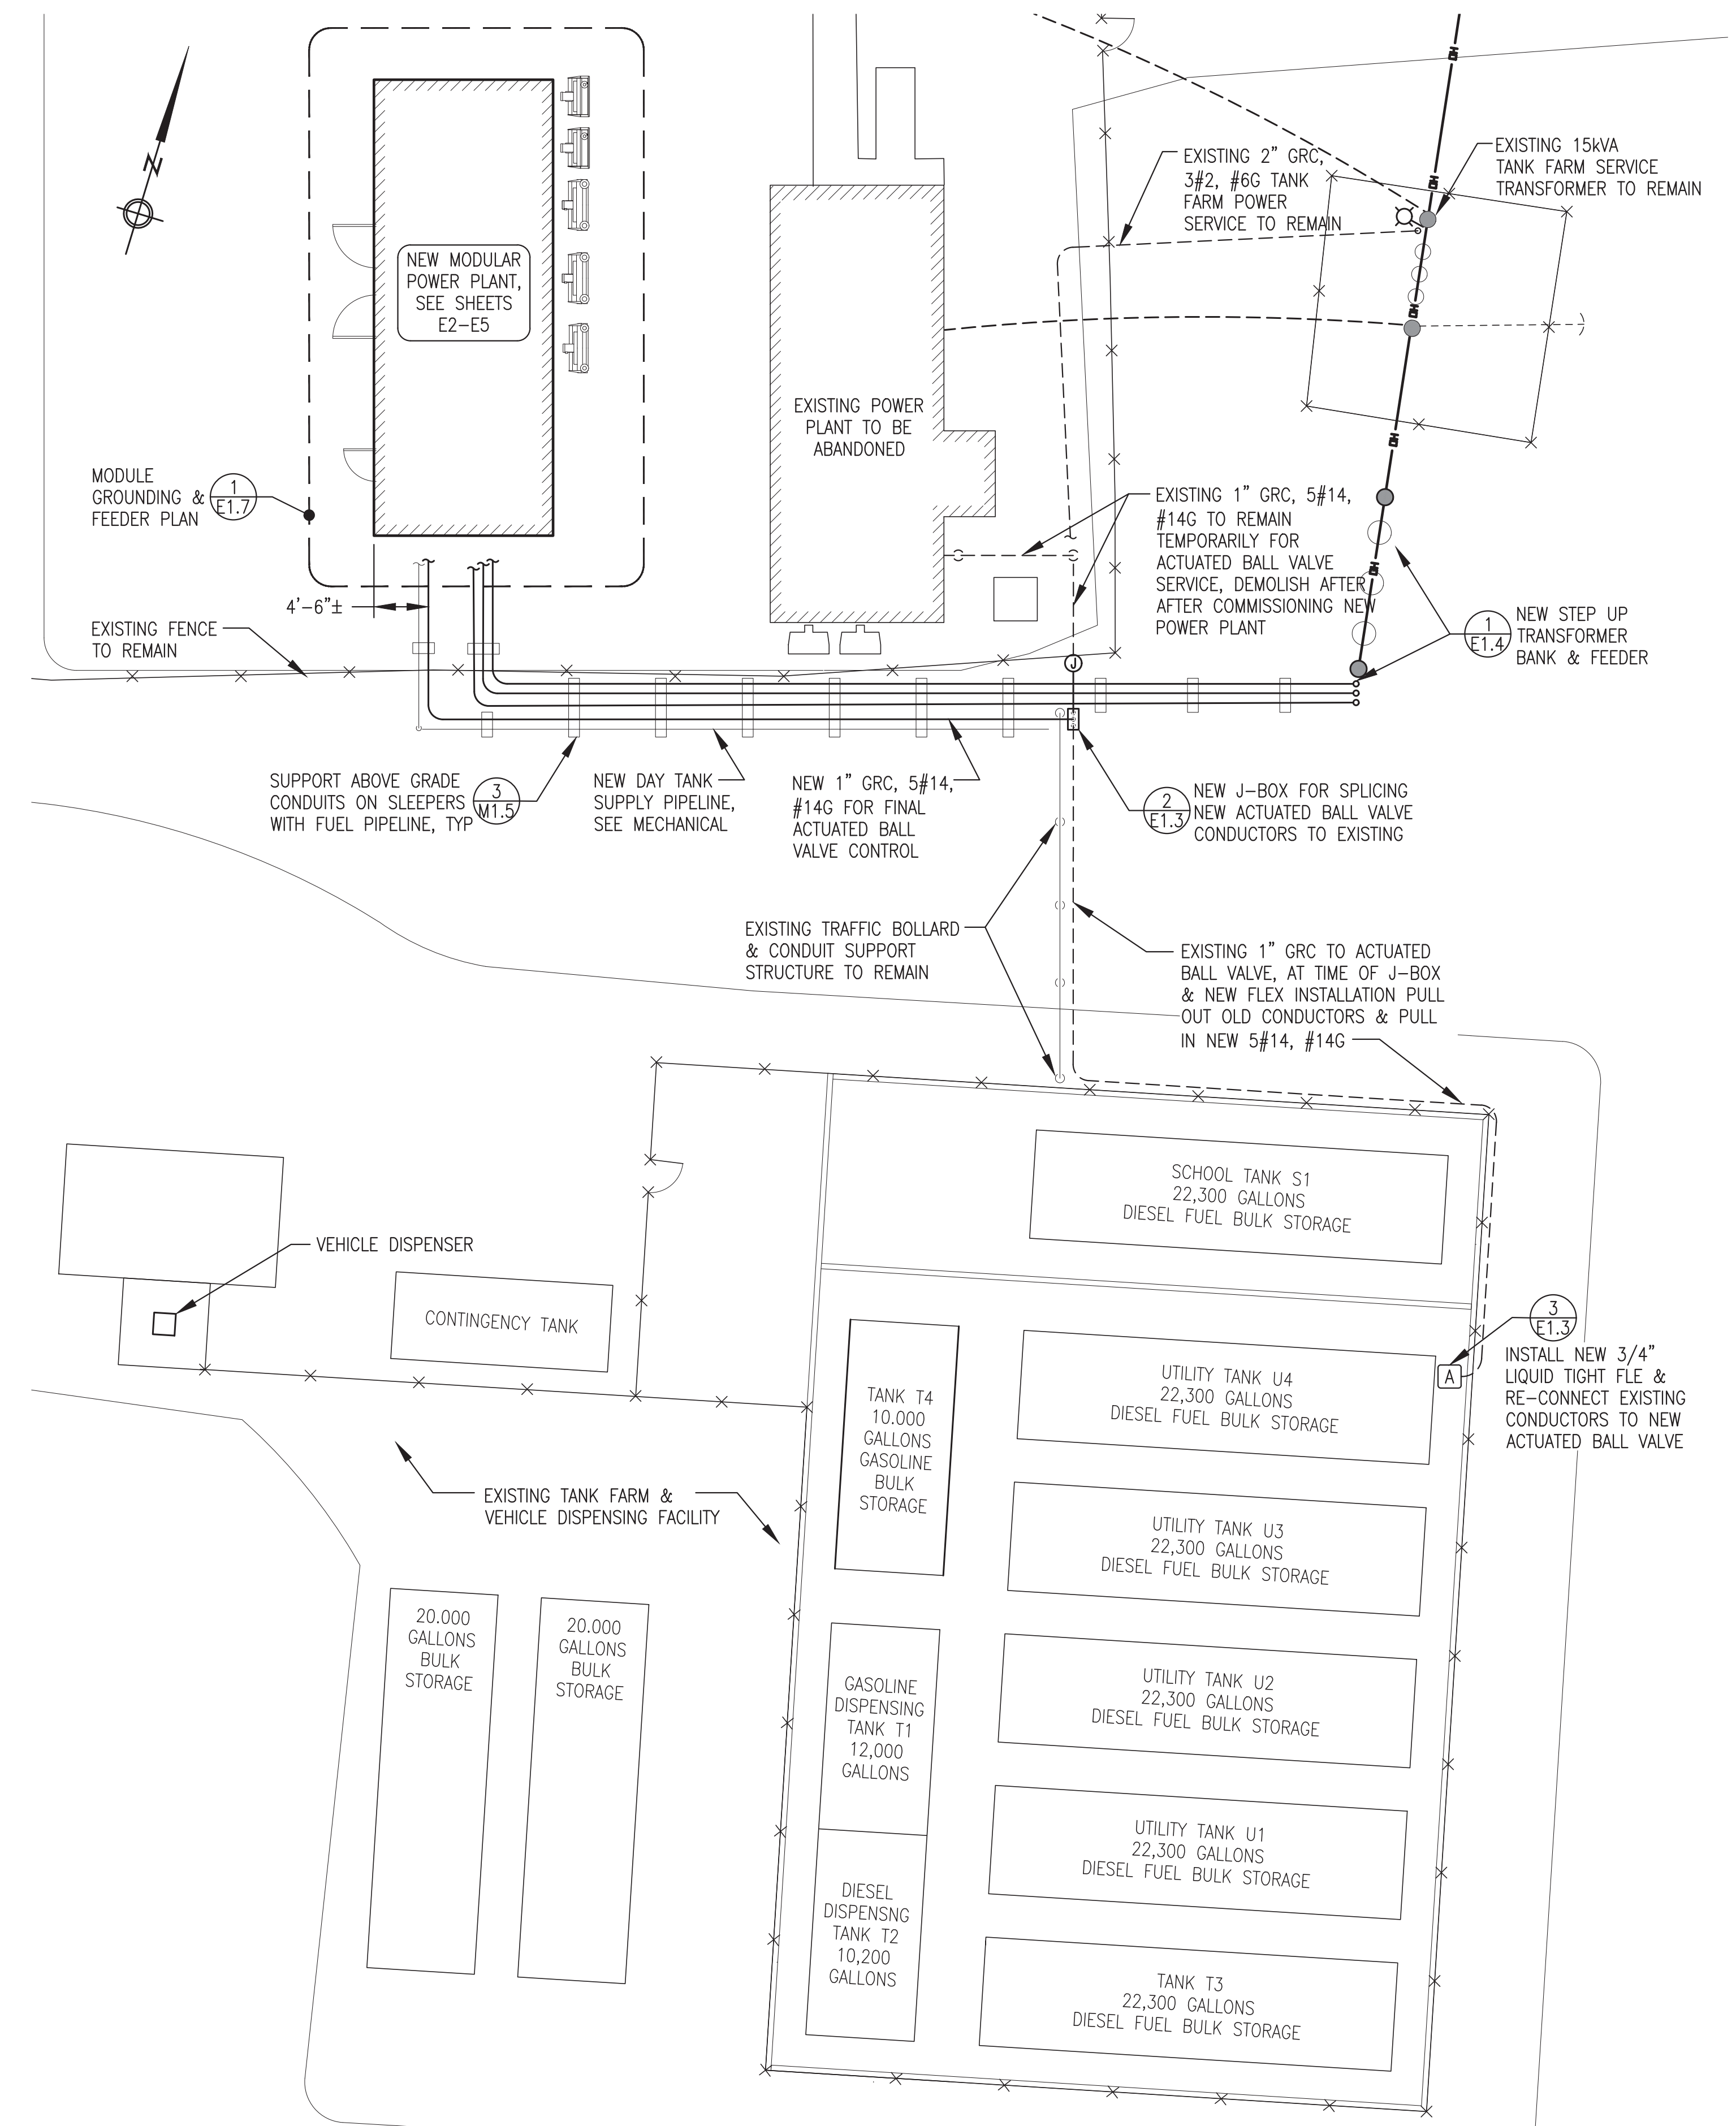 N
NEW MODULAR
POWER PLANT,
SEE SHEETS
E2-E5
EXISTING 2" GRC,
3#2, #6G TANK
FARM POWER
SERVICE TO REMAIN
OH
OH
OH
OH
OH
EXISTING 15kVA
TANK FARM SERVICE
TRANSFORMER TO REMAIN
EXISTING POWER
PLANT TO BE
ABANDONED
MODULE
GROUNDING &
FEEDER PLAN
1
E1.7
EXISTING 1" GRC, 5#14,
#14G TO REMAIN
TEMPORARILY FOR
ACTUATED BALL VALVE
SERVICE, DEMOLISH AFTER
AFTER COMMISSIONING NEW
POWER PLANT
4'-6"±
EXISTING FENCE
TO REMAIN
1
E1.4
NEW STEP UP
TRANSFORMER
BANK & FEEDER
J
SUPPORT ABOVE GRADE
CONDUITS ON SLEEPERS
WITH FUEL PIPELINE, TYP
3
M1.5
NEW DAY TANK
SUPPLY PIPELINE,
SEE MECHANICAL
NEW 1" GRC, 5#14,
#14G FOR FINAL
ACTUATED BALL
VALVE CONTROL
2
E1.3
NEW J-BOX FOR SPLICING
NEW ACTUATED BALL VALVE
CONDUCTORS TO EXISTING
EXISTING TRAFFIC BOLLARD
& CONDUIT SUPPORT
STRUCTURE TO REMAIN
EXISTING 1" GRC TO ACTUATED
BALL VALVE, AT TIME OF J-BOX
& NEW FLEX INSTALLATION PULL
OUT OLD CONDUCTORS & PULL
IN NEW 5#14, #14G
SCHOOL TANK S1
22,300 GALLONS
DIESEL FUEL BULK STORAGE
VEHICLE DISPENSER
CONTINGENCY TANK
3
E1.3
INSTALL NEW 3/4"
LIQUID TIGHT FLE &
RE-CONNECT EXISTING
CONDUCTORS TO NEW
ACTUATED BALL VALVE
A
TANK T4
10.000
GALLONS
GASOLINE
BULK
STORAGE
UTILITY TANK U4
22,300 GALLONS
DIESEL FUEL BULK STORAGE
EXISTING TANK FARM &
VEHICLE DISPENSING FACILITY
UTILITY TANK U3
22,300 GALLONS
DIESEL FUEL BULK STORAGE
20.000
GALLONS
BULK
STORAGE
20.000
GALLONS
BULK
STORAGE
GASOLINE
DISPENSING
TANK T1
12,000
GALLONS
UTILITY TANK U2
22,300 GALLONS
DIESEL FUEL BULK STORAGE
UTILITY TANK U1
22,300 GALLONS
DIESEL FUEL BULK STORAGE
DIESEL
DISPENSNG
TANK T2
10,200
GALLONS
TANK T3
22,300 GALLONS
DIESEL FUEL BULK STORAGE